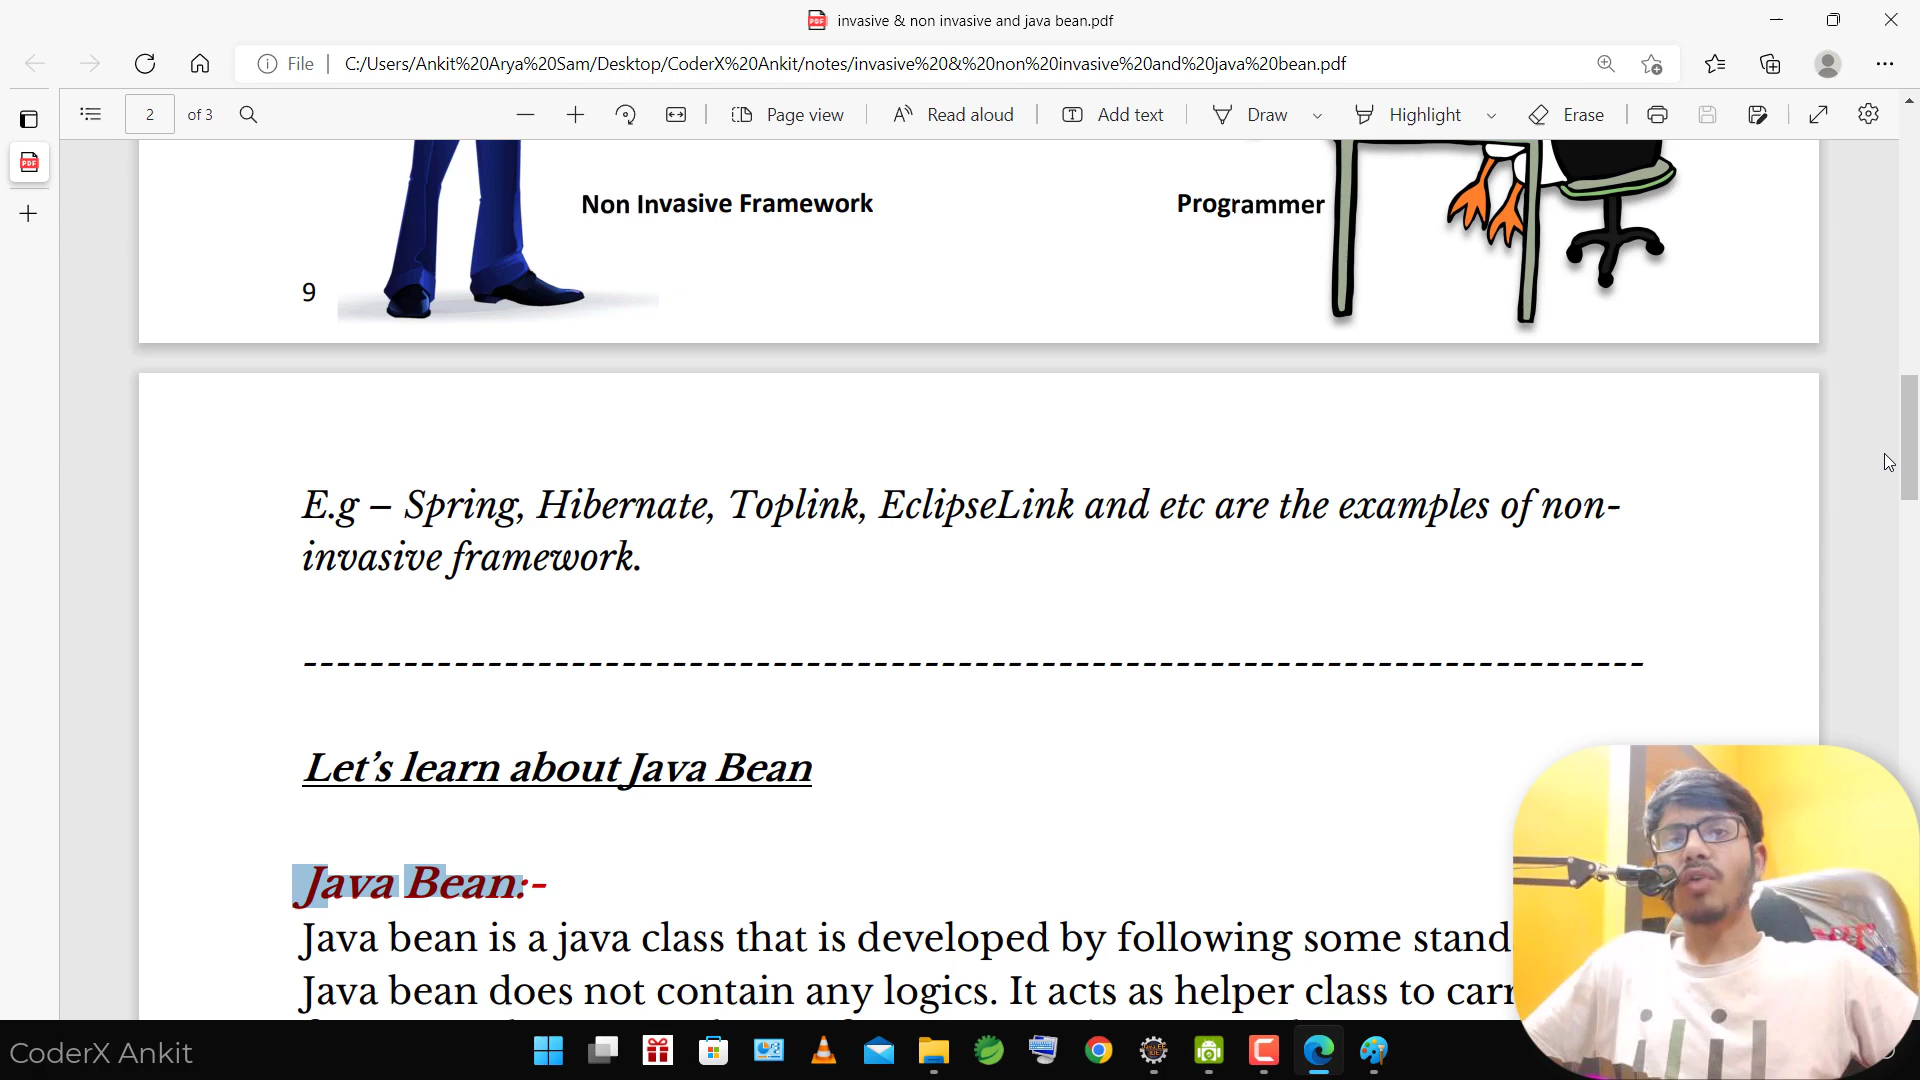 invasive & non invasive and java bean.pdf
File
C:/Users/Ankit%20Arya%20Sam/Desktop/CoderX%20Ankit/notes/invasive%20&%20non%20invasive%20and%20java%20bean.pdf
2 of 3
Page view
Read aloud
Add text
Draw
Highlight
Erase
Non Invasive Framework
Programmer
9
E.g – Spring, Hibernate, Toplink, EclipseLink and etc are the examples of non-
invasive framework.
--------------------------------------------------------------------------------
Let’s learn about Java Bean
Java Bean:-
Java bean is a java class that is developed by following some stand
Java bean does not contain any logics. It acts as helper class to carr
CoderX Ankit